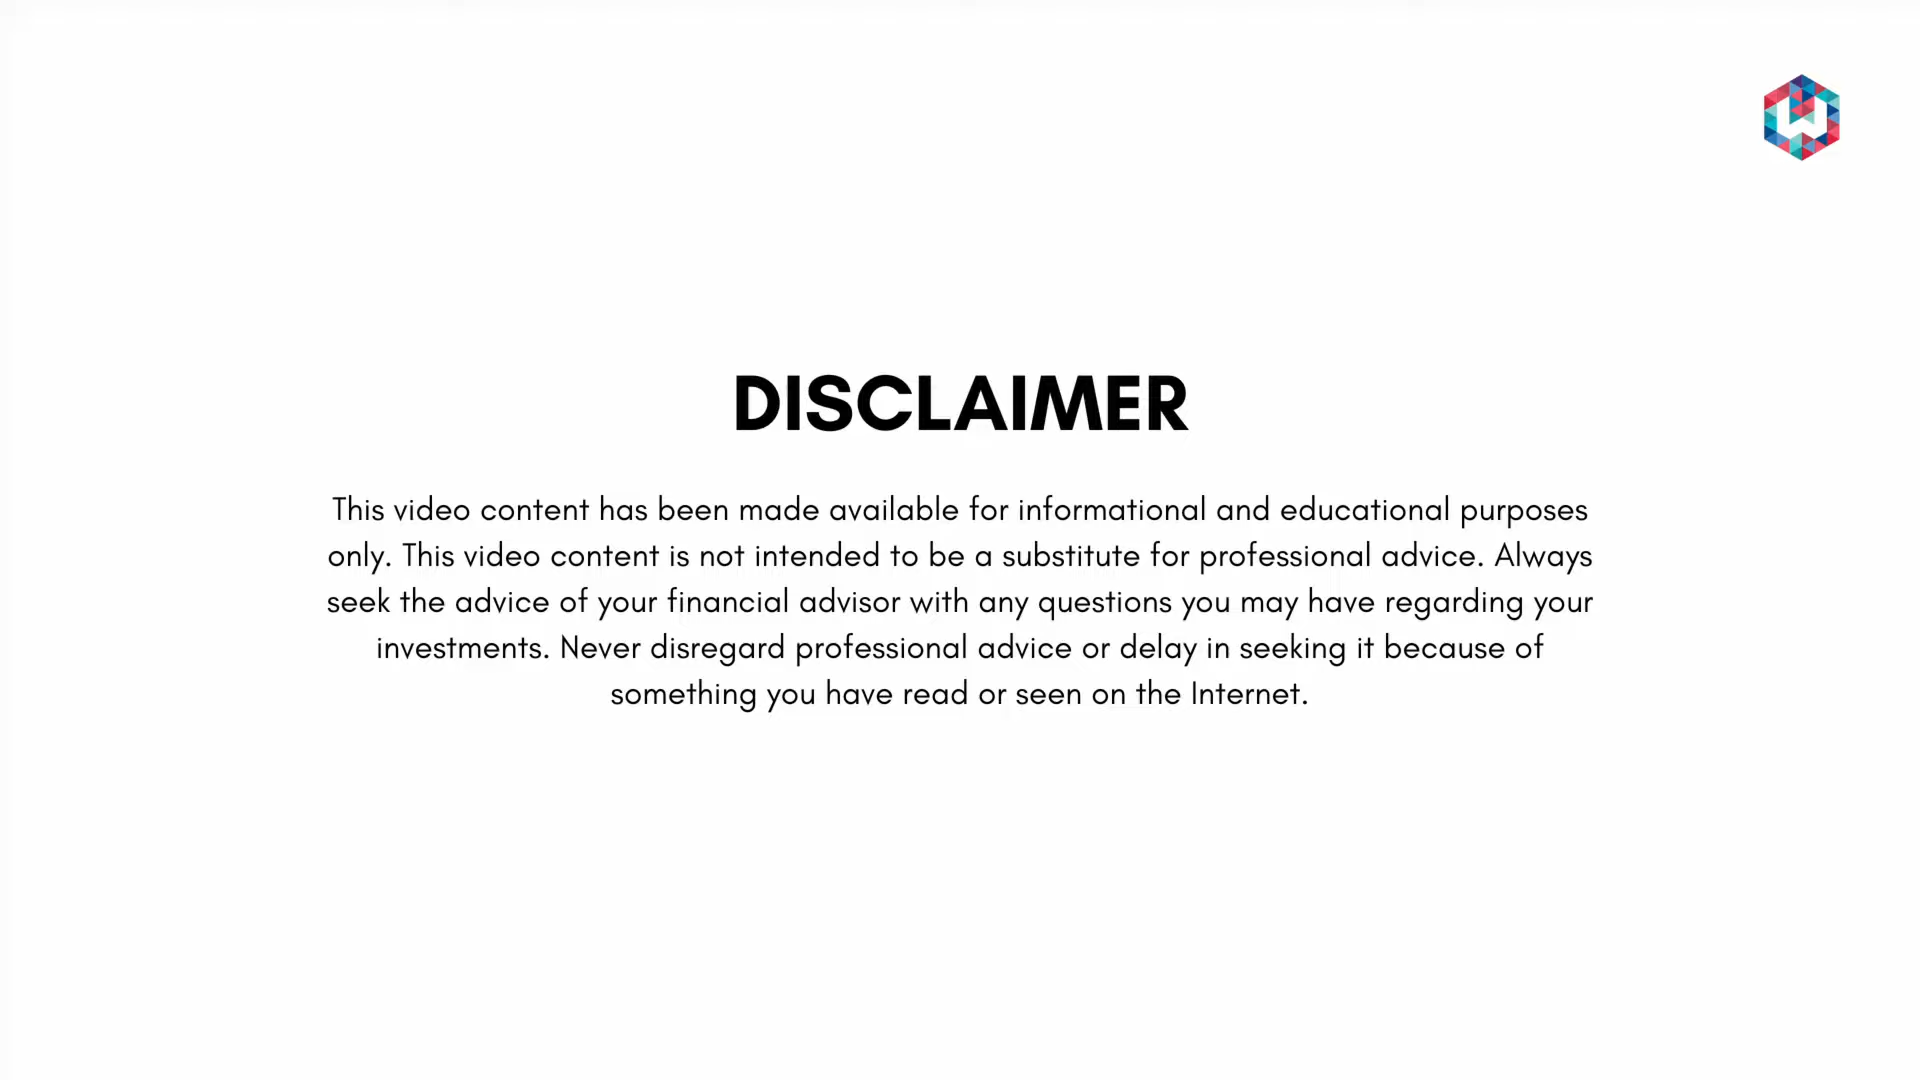 DISCLAIMER
This video content has been made available for informational and educational purposes
only. This video content is not intended to be a substitute for professional advice. Always
seek the advice of your financial advisor with any questions you may have regarding your
investments. Never disregard professional advice or delay in seeking it because of
something you have read or seen on the Internet.